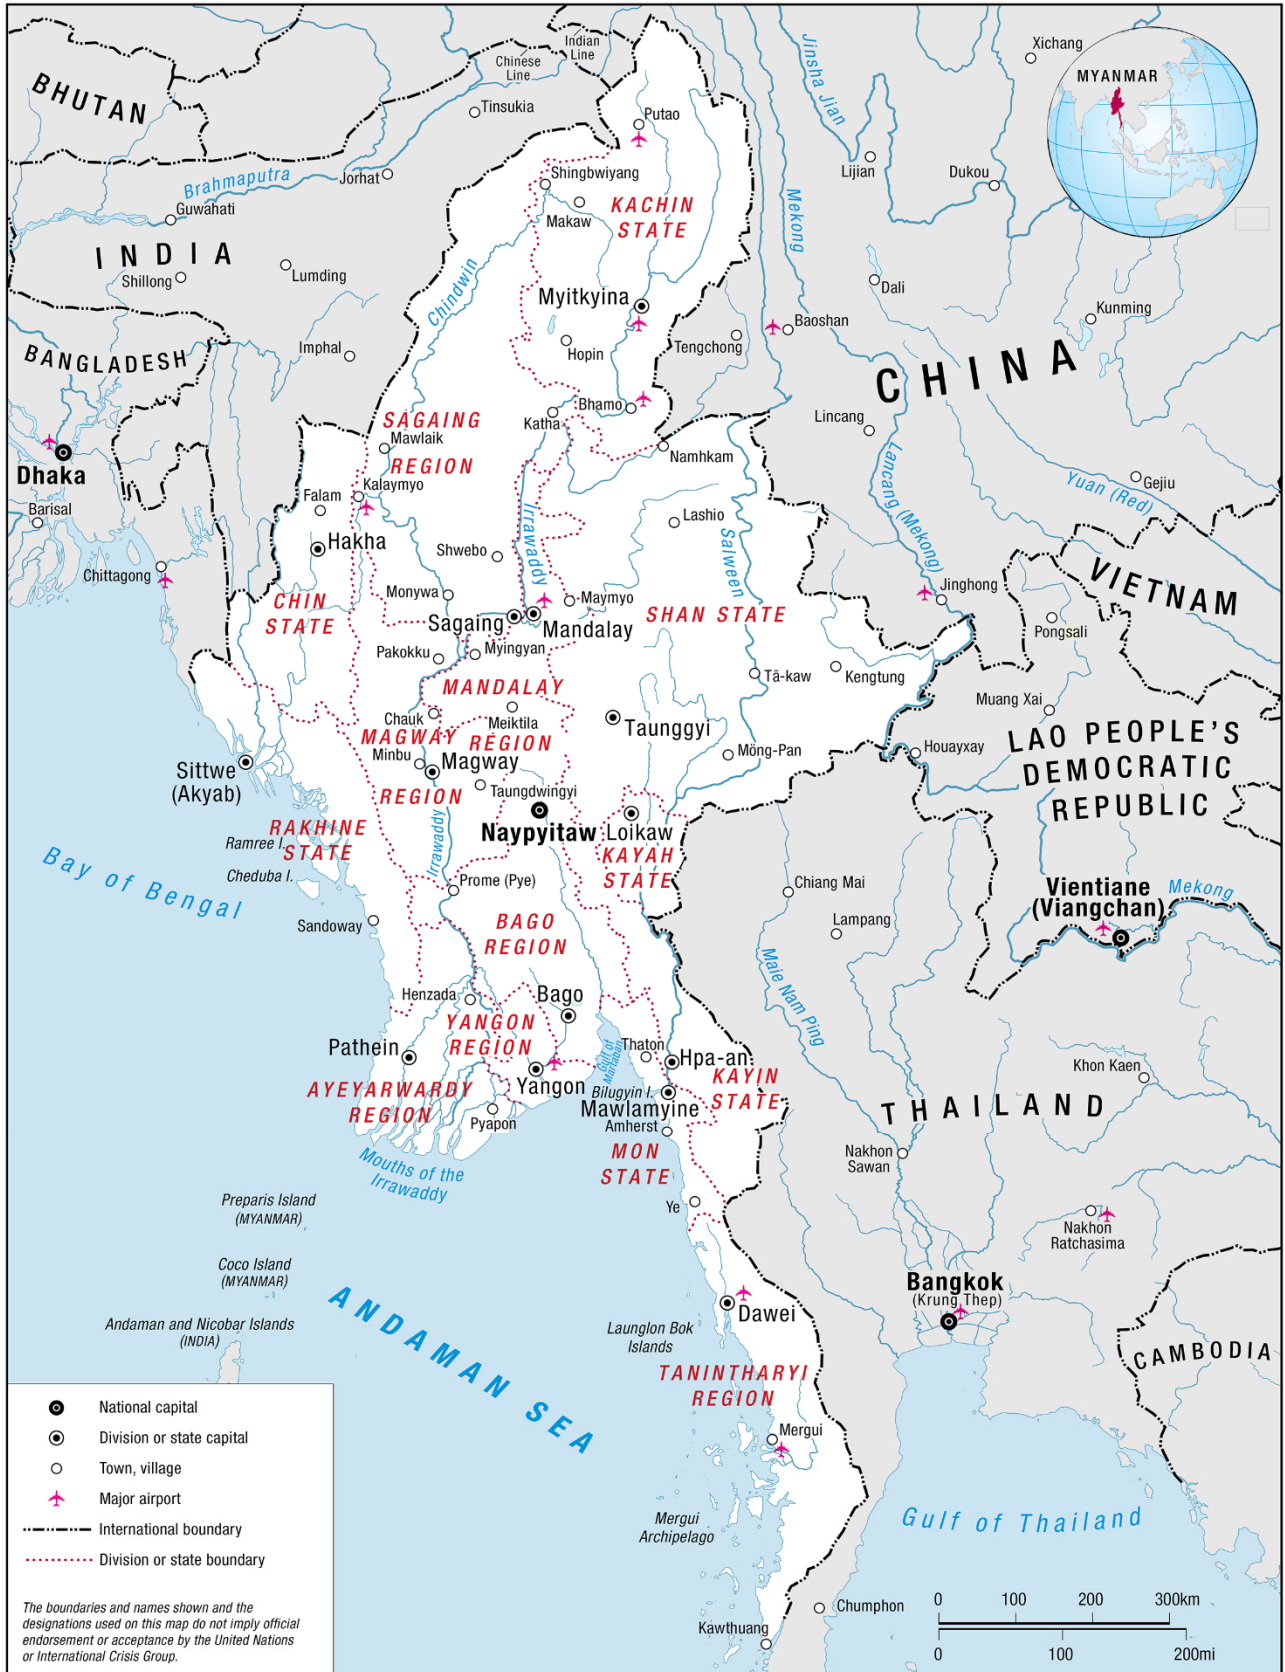 Xichang
Indian
Line
Chinese
Line
BHUTAN
Tinsukia
Putao
Jinsha Jian
MYANMAR
Brahmaputra
Jorhat
Shingbwiyang
Lijian
Dukou
Guwahati
Makaw
KACHIN
STATE
Mekong
INDIA
Shillong
Lumding
Chindwin
Myitkyina
Dali
Kunming
BANGLADESH
Imphal
Hopin
Tengchong
Baoshan
CHINA
Bhamo
Katha
Lincang
SAGAING
Mawlaik
REGION
Namhkam
Dhaka
Barisal
Kalaymyo
Falam
Hakha
Irrawaddy
Lashio
Salween
Lancang (Mekong)
Gejiu
Yuan (Red)
Shwebo
Chittagong
Monywa
Maymyo
Jinghong
VIETNAM
CHIN
STATE
Sagaing
Mandalay
SHAN STATE
Pongsali
Pakokku
Myingyan
Tā-kaw
Kengtung
MANDALAY
Muang Xai
Chauk
Meiktila
Taunggyi
MAGWAY
REGION
Minbu
Magway
Möng-Pan
Houayxay
LAO PEOPLE'S
DEMOCRATIC
REPUBLIC
Sittwe
(Akyab)
REGION
Taungdwingyi
Naypyitaw
Loikaw
RAKHINE
STATE
Ramree I.
Irrawaddy
KAYAH
STATE
Bay of Bengal
Cheduba I.
Prome (Pye)
Chiang Mai
Vientiane
(Viangchan)
Mekong
Sandoway
BAGO
REGION
Lampang
Maie Nam Ping
Henzada
Bago
YANGON
REGION
Gulf of
Martaban
Pathein
Thaton
Hpa-an
Khon Kaen
AYEYARWARDY
REGION
Yangon
Bilugyin I.
KAYIN
STATE
Mawlamyine
THAILAND
Pyapon
Amherst
Mouths of the
Irrawaddy
MON
STATE
Nakhon
Sawan
Preparis Island
(MYANMAR)
Ye
Nakhon
Ratchasima
Coco Island
(MYANMAR)
Bangkok
(Krung Thep)
ANDAMAN SEA
Dawei
Andaman and Nicobar Islands
(INDIA)
Launglon Bok
Islands
CAMBODIA
TANINTHARYI
REGION
Mergui
Mergui
Archipelago
Gulf of Thailand
Chumphon
Kawthuang
National capital
Division or state capital
Town, village
Major airport
International boundary
Division or state boundary
The boundaries and names shown and the
designations used on this map do not imply official
endorsement or acceptance by the United Nations
or International Crisis Group.
0 100 200 300km
0 100 200mi